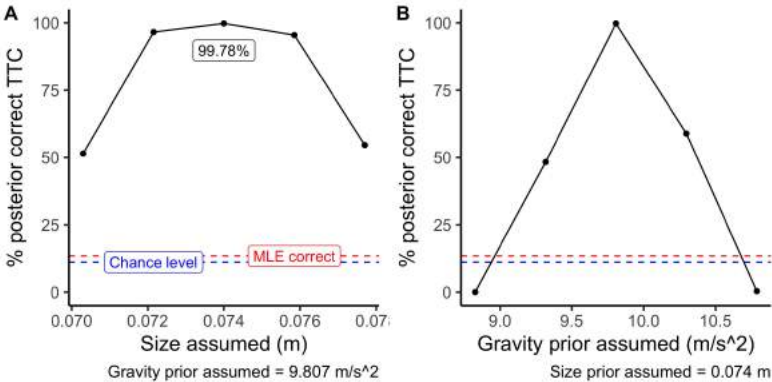 A
% posterior correct TTC
100
75
50
25
0
99.78%
MLE correct
Chance level
0.070 0.072 0.074 0.076
Size assumed (m)
Gravity prior assumed = 9.807 m/s^2
B
% posterior correct TTC
100
75
50
25
0
9.0 9.5 10.0 10.5
Gravity prior assumed (m/s^2)
Size prior assumed = 0.074 m